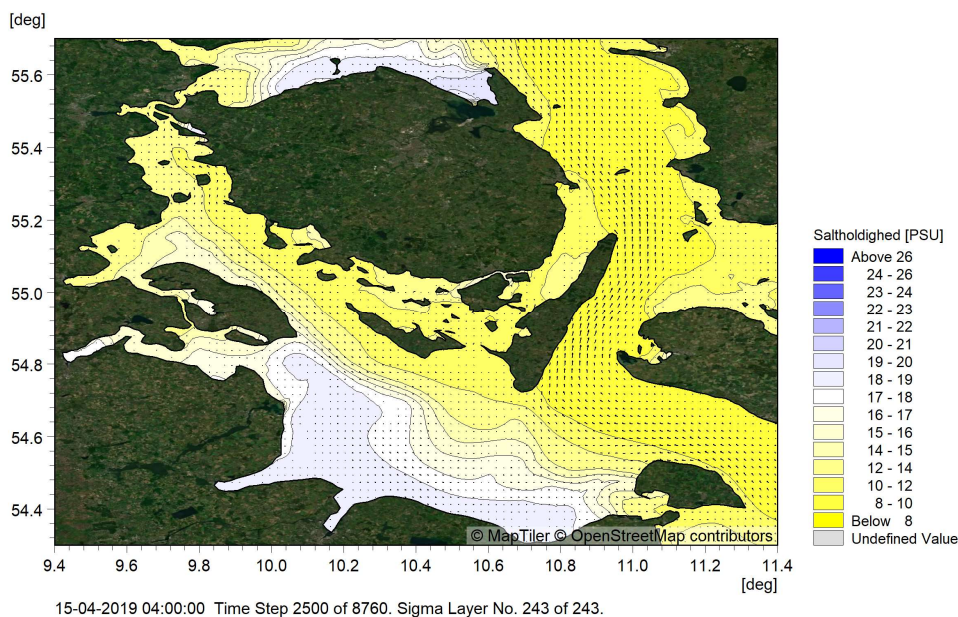 [deg]
55.6
55.4
55.2
55.0
54.8
54.6
54.4
© MapTiler © OpenStreetMap contributors
9.4 9.6 9.8 10.0 10.2 10.4 10.6 10.8 11.0 11.2 11.4
[deg]
Saltholdighed [PSU]
Above 26
24 - 26
23 - 24
22 - 23
21 - 22
20 - 21
19 - 20
18 - 19
17 - 18
16 - 17
15 - 16
14 - 15
12 - 14
10 - 12
8 - 10
Below 8
Undefined Value
15-04-2019 04:00:00 Time Step 2500 of 8760. Sigma Layer No. 243 of 243.